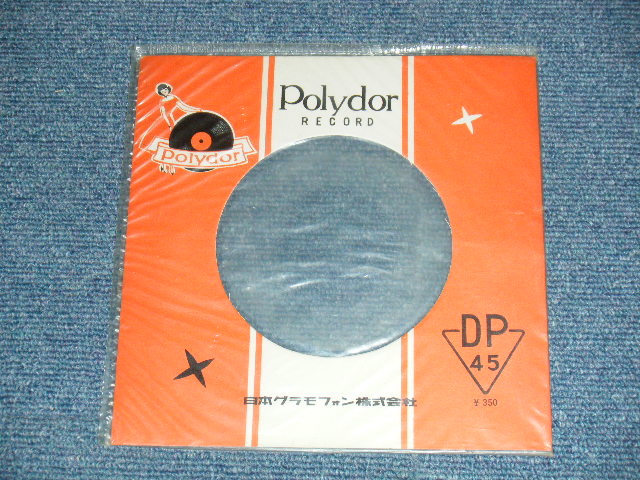 Polydor
RECORD
Polydor
DP
45
¥ 350
日本グラモフォン株式会社